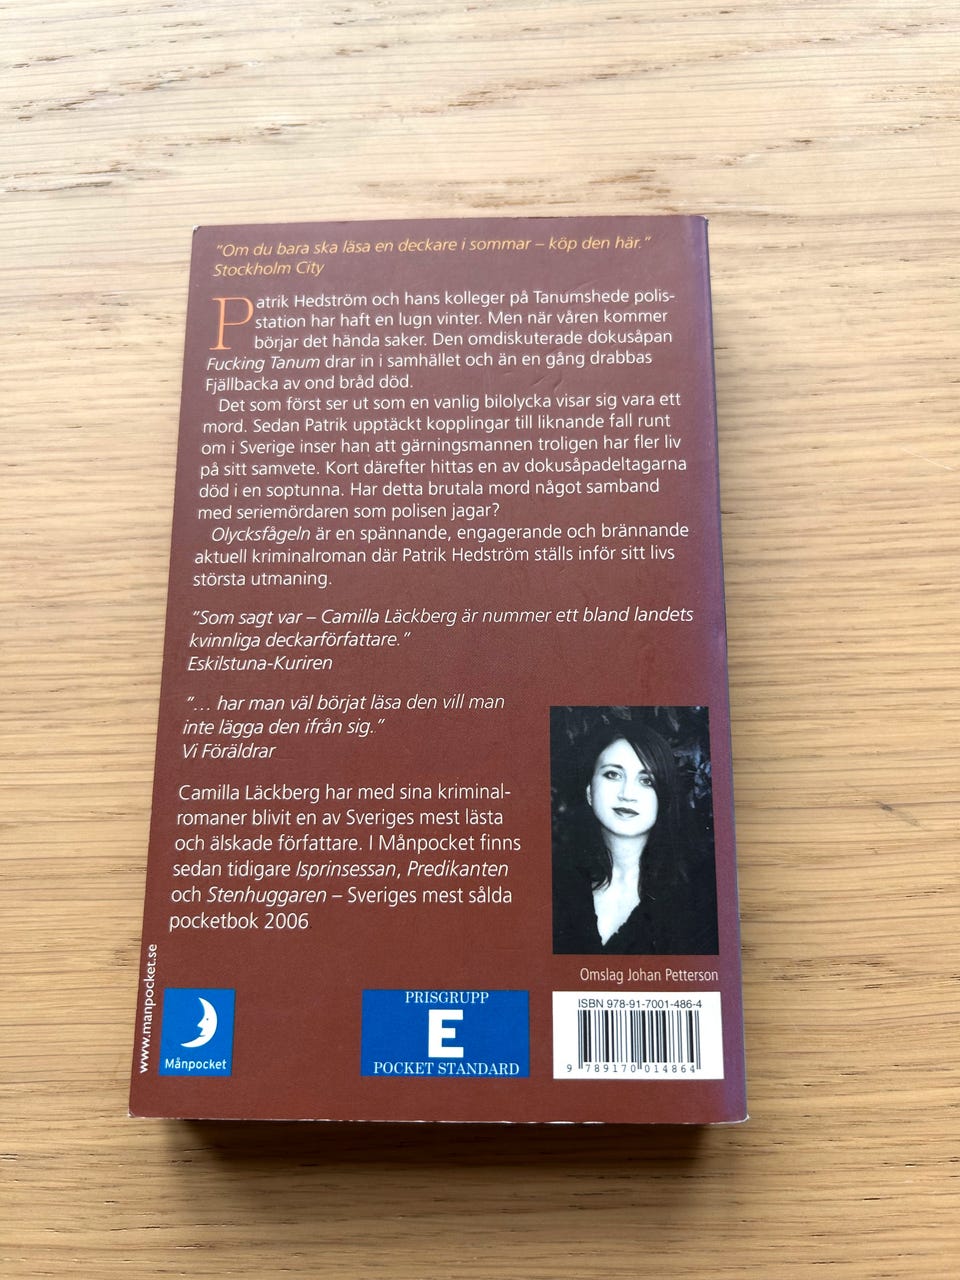 "Om du bara ska läsa en deckare i sommar – köp den här."
Stockholm City
Patrik Hedström och hans kolleger på Tanumshede polis-
station har haft en lugn vinter. Men när våren kommer
börjar det hända saker. Den omdiskuterade dokusåpan
Fucking Tanum drar in i samhället och än en gång drabbas
Fjällbacka av ond bråd död.
Det som först ser ut som en vanlig bilolycka visar sig vara ett
mord. Sedan Patrik upptäckt kopplingar till liknande fall runt
om i Sverige inser han att gärningsmannen troligen har fler liv
på sitt samvete. Kort därefter hittas en av dokusåpadeltagarna
död i en soptunna. Har detta brutala mord något samband
med seriemördaren som polisen jagar?
Olycksfågeln är en spännande, engagerande och brännande
aktuell kriminalroman där Patrik Hedström ställs inför sitt livs
största utmaning.
"Som sagt var – Camilla Läckberg är nummer ett bland landets
kvinnliga deckarförfattare."
Eskilstuna-Kuriren
"... har man väl börjat läsa den vill man
inte lägga den ifrån sig."
Vi Föräldrar
Camilla Läckberg har med sina kriminal-
romaner blivit en av Sveriges mest lästa
och älskade författare. I Månpocket finns
sedan tidigare Isprinsessan, Predikanten
och Stenhuggaren – Sveriges mest sålda
pocketbok 2006.
Omslag Johan Petterson
www.manpocket.se
Månpocket
PRISGRUPP
E
POCKET STANDARD
ISBN 978-91-7001-486-4
9 789170 014864